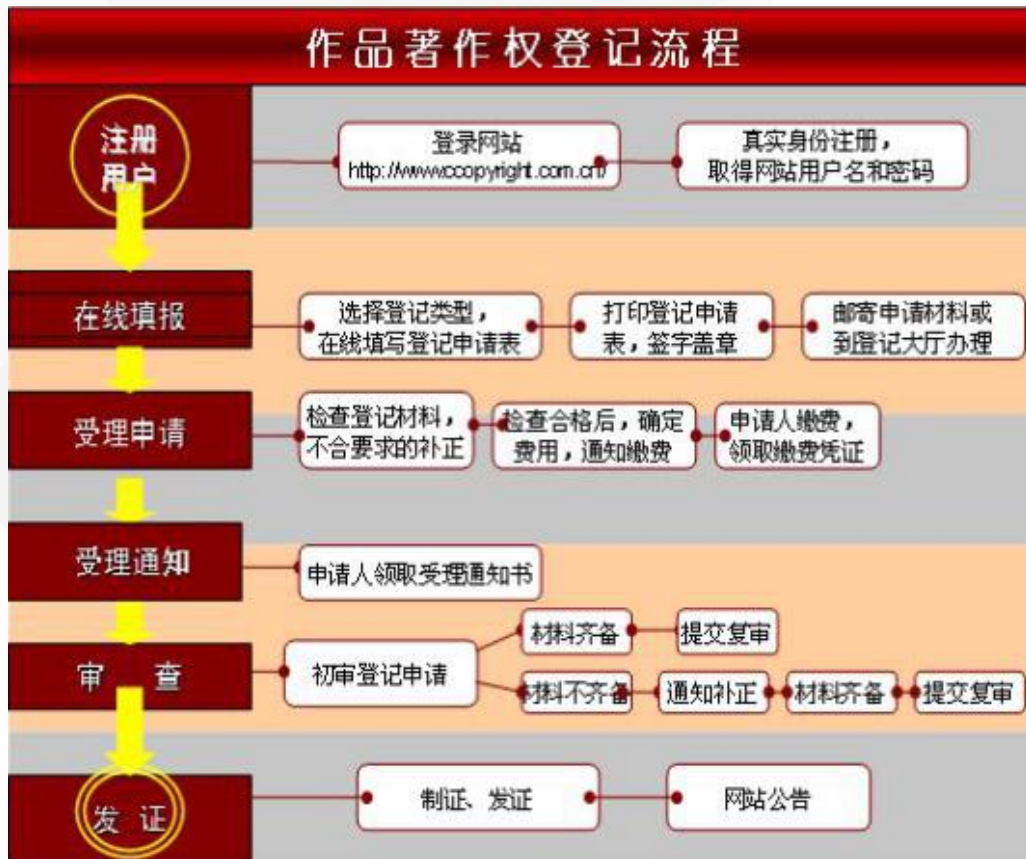 作品著作权登记流程
注册
用户
登录网站
http://www.ccopyright.com.cn/
真实身份注册，
取得网站用户名和密码
在线填报
选择登记类型，
在线填写登记申请表
打印登记申请
表，签字盖章
邮寄申请材料或
到登记大厅办理
受理申请
检查登记材料，
不合要求的补正
检查合格后，确定
费用，通知缴费
申请人缴费，
领取缴费凭证
受理通知
申请人领取受理通知书
审 查
初审登记申请
材料齐备
提交复审
材料不齐备
通知补正
材料齐备
提交复审
发 证
制证、发证
网站公告